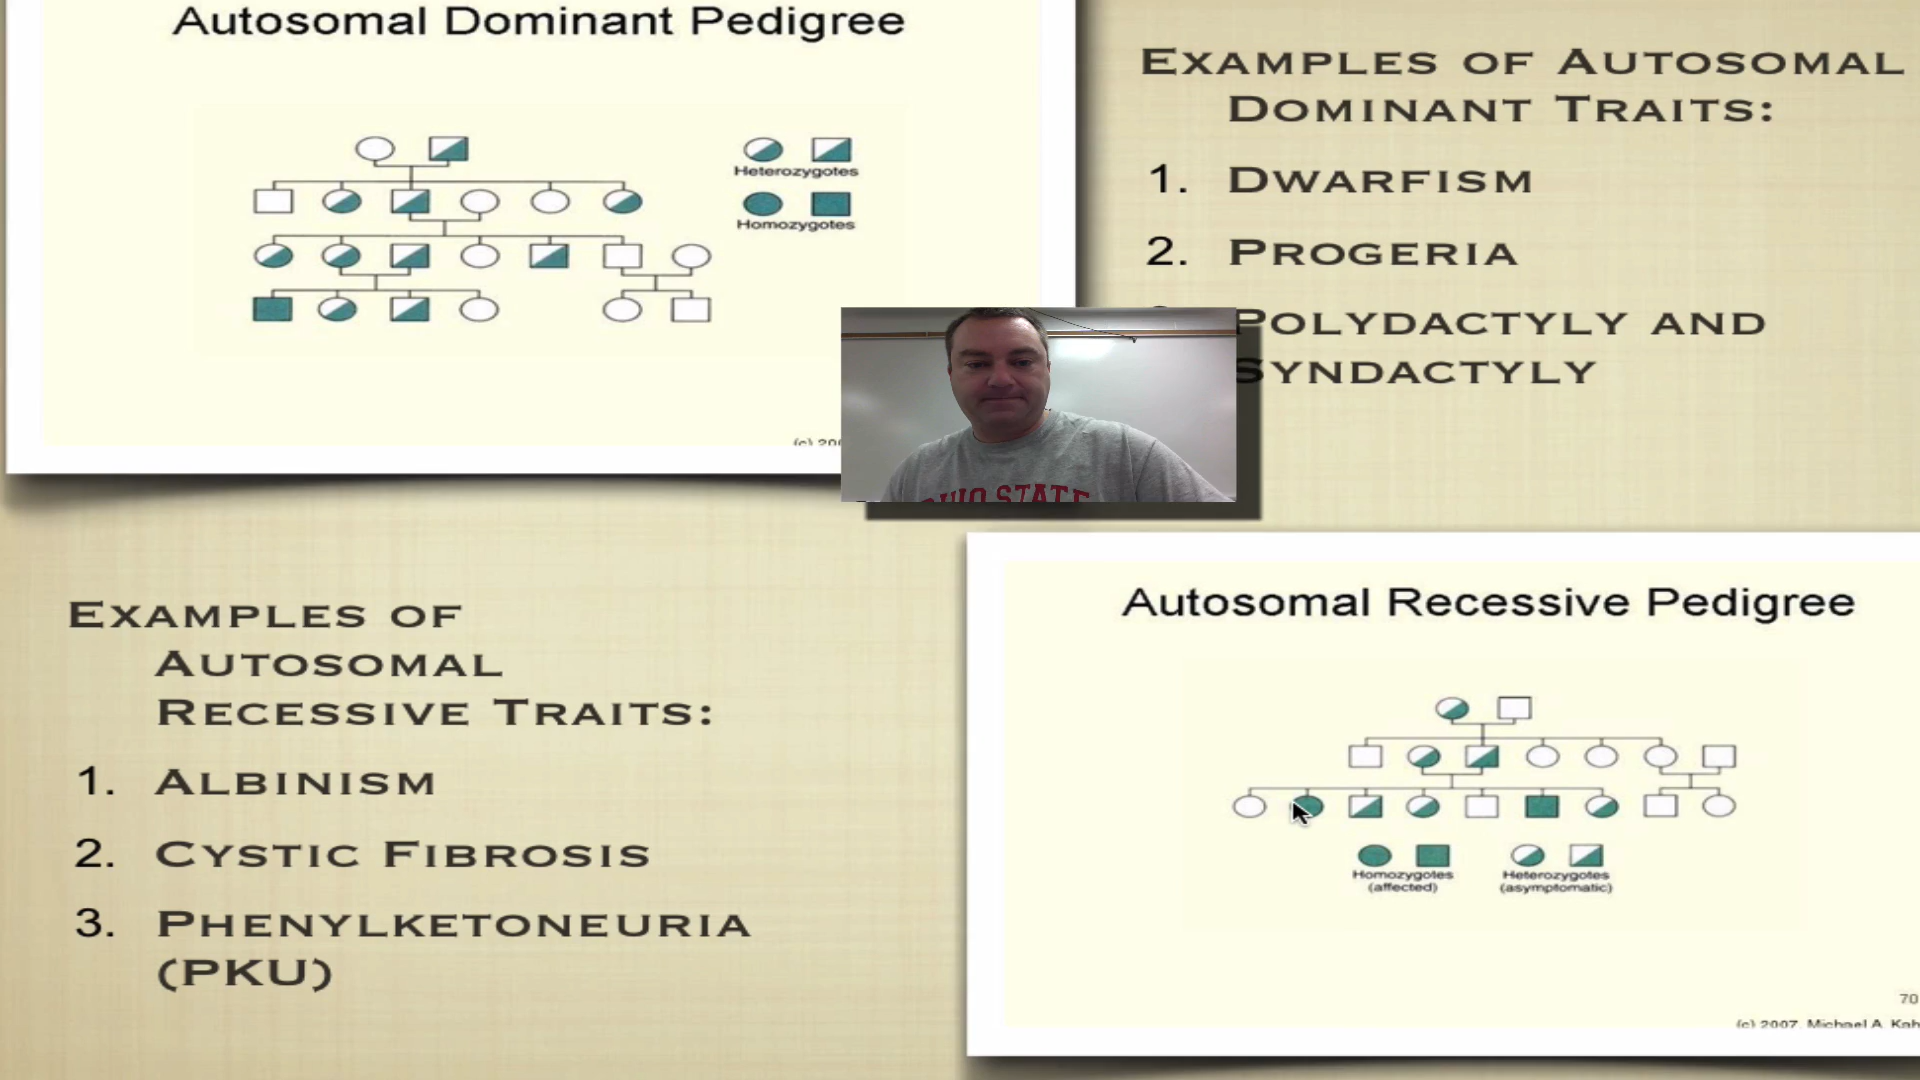 Autosomal Dominant Pedigree
Heterozygotes
Homozygotes
EXAMPLES OF AUTOSOMAL
DOMINANT TRAITS:
1. DWARFISM
2. PROGERIA
POLYDACTYLY AND
SYNDACTYLY
OHIO STATE
EXAMPLES OF
AUTOSOMAL
RECESSIVE TRAITS:
1. ALBINISM
2. CYSTIC FIBROSIS
3. PHENYLKETONEURIA
(PKU)
Autosomal Recessive Pedigree
Homozygotes
(affected)
Heterozygotes
(asymptomatic)
70
(c) 2007, Michael A. Kah